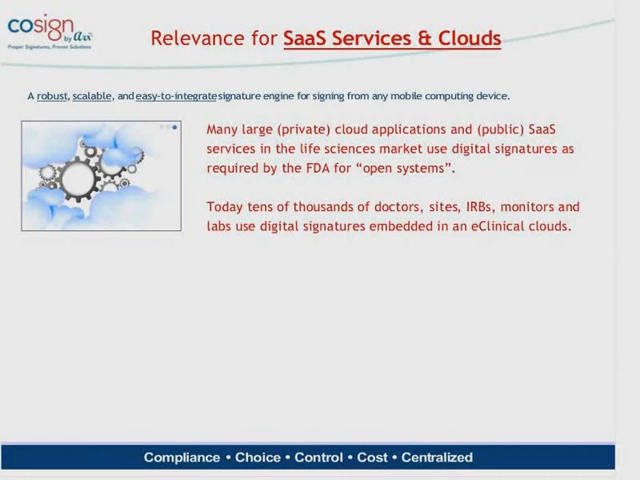 cosign
by arx
Proper Signatures, Proven Solutions
Relevance for SaaS Services & Clouds
A robust, scalable, and easy-to-integratesignature engine for signing from any mobile computing device.
Many large (private) cloud applications and (public) SaaS
services in the life sciences market use digital signatures as
required by the FDA for “open systems”.
Today tens of thousands of doctors, sites, IRBs, monitors and
labs use digital signatures embedded in an eClinical clouds.
Compliance • Choice • Control • Cost • Centralized